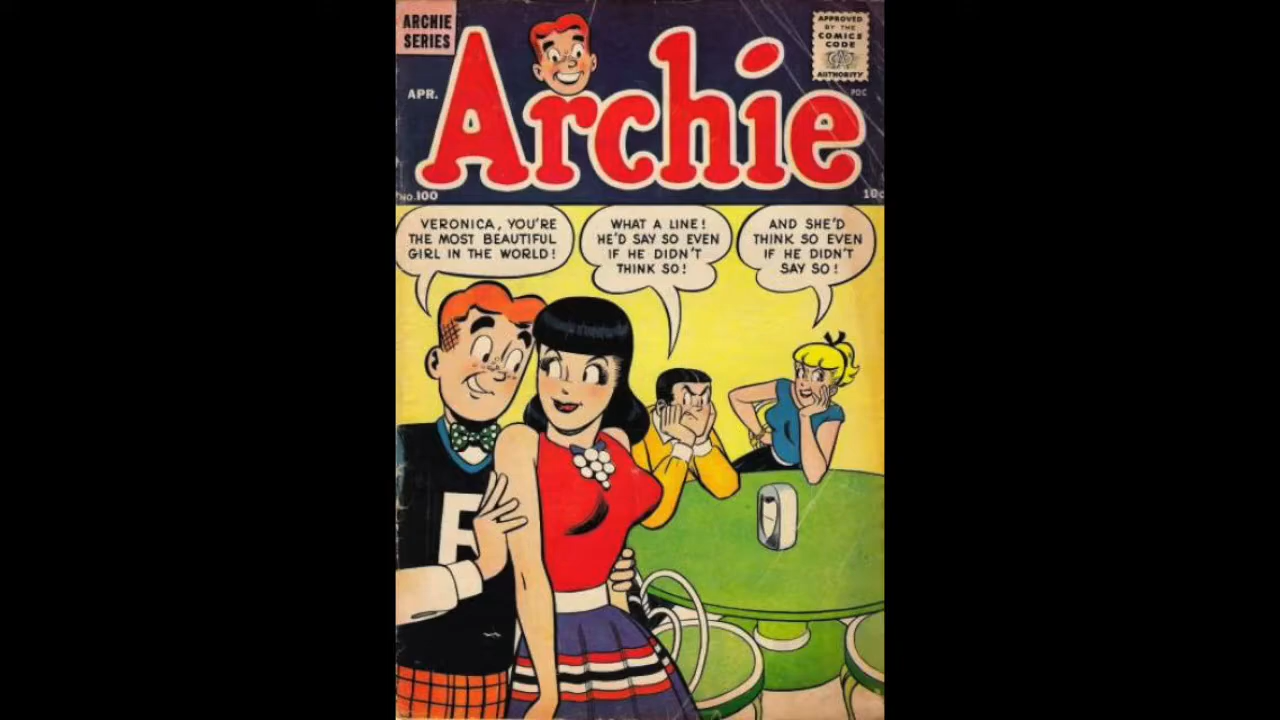 ARCHIE
SERIES
APPROVED
BY THE
COMICS
CODE
CA
AUTHORITY
APR.
PDC
Archie
NO.100
10¢
VERONICA, YOU'RE
THE MOST BEAUTIFUL
GIRL IN THE WORLD!
WHAT A LINE!
HE'D SAY SO EVEN
IF HE DIDN'T
THINK SO!
AND SHE'D
THINK SO EVEN
IF HE DIDN'T
SAY SO!
R